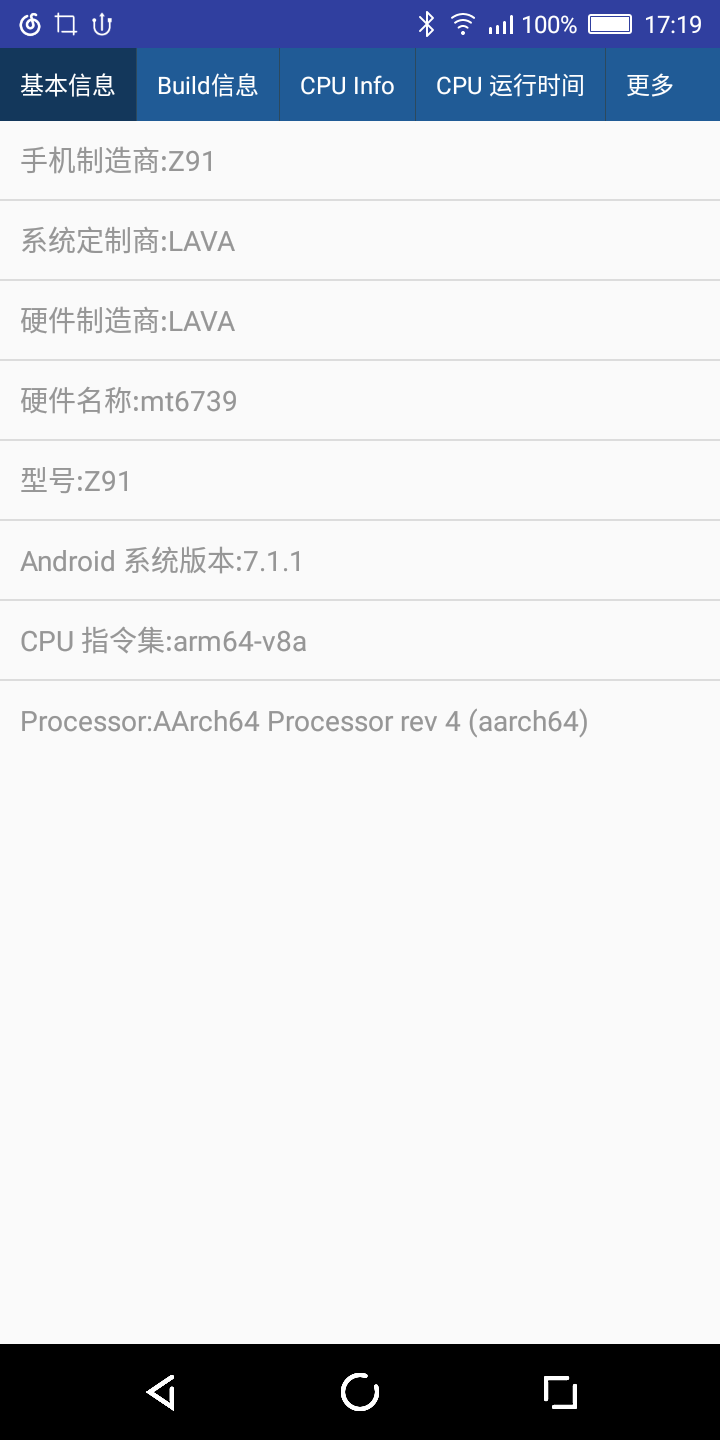 100% 17:19
基本信息 Build信息 CPU Info CPU 运行时间 更多
手机制造商:Z91
系统定制商:LAVA
硬件制造商:LAVA
硬件名称:mt6739
型号:Z91
Android 系统版本:7.1.1
CPU 指令集:arm64-v8a
Processor:AArch64 Processor rev 4 (aarch64)